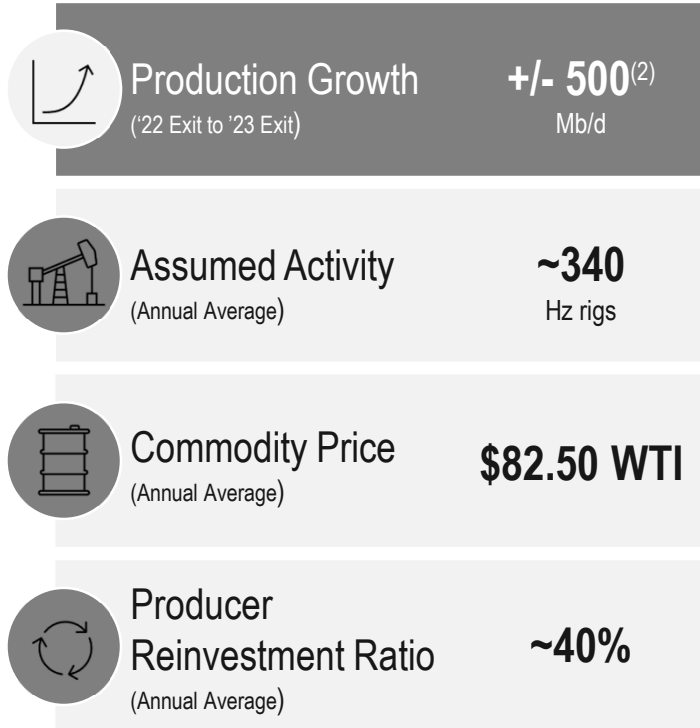 Production Growth
(‘22 Exit to ’23 Exit)
+/- 500(2)
Mb/d
Assumed Activity
(Annual Average)
~340
Hz rigs
Commodity Price
(Annual Average)
$82.50 WTI
Producer
Reinvestment Ratio
(Annual Average)
~40%